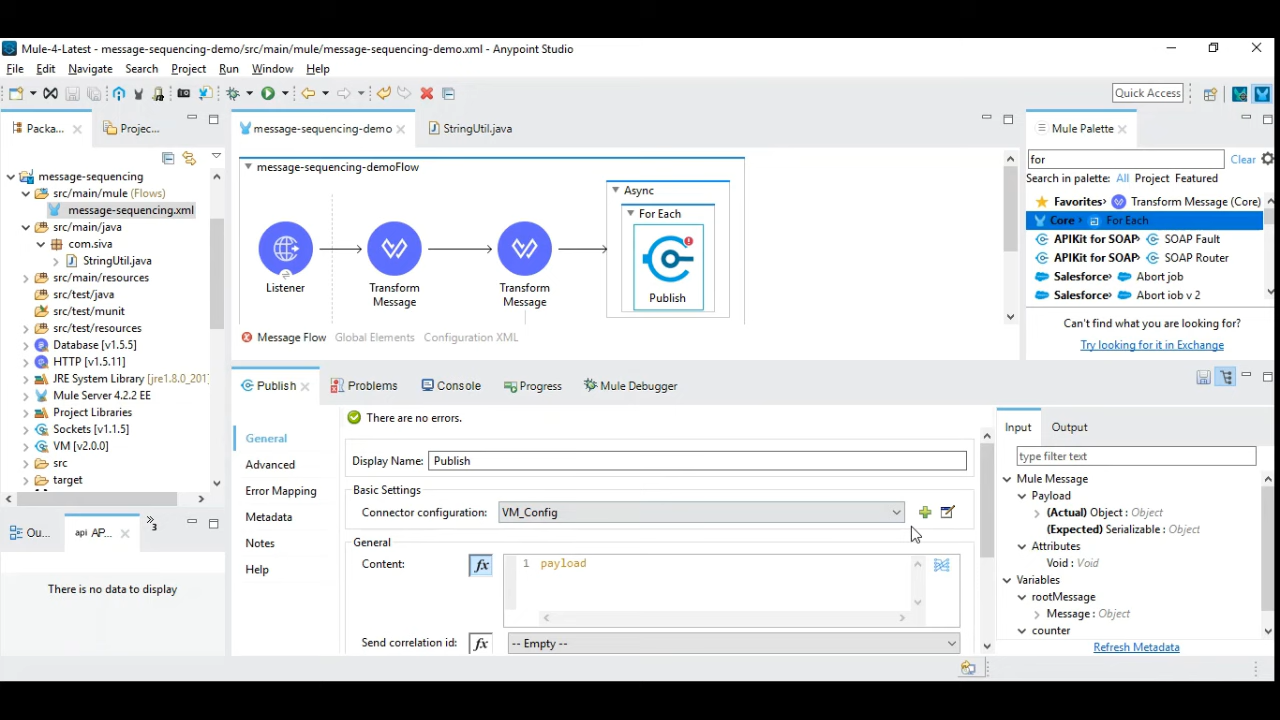 Mule-4-Latest - message-sequencing-demo/src/main/mule/message-sequencing-demo.xml - Anypoint Studio
File Edit Navigate Search Project Run Window Help
Quick Access
Packa...
Projec...
message-sequencing
src/main/mule (Flows)
message-sequencing.xml
src/main/java
com.siva
StringUtil.java
src/main/resources
src/test/java
src/test/munit
src/test/resources
Database [v1.5.5]
HTTP [v1.5.11]
JRE System Library [jre1.8.0_201]
Mule Server 4.2.2 EE
Project Libraries
Sockets [v1.1.5]
VM [v2.0.0]
src
target
Ou...
api AP...
3
There is no data to display
message-sequencing-demo
StringUtil.java
message-sequencing-demoFlow
Async
For Each
Listener
Transform Message
Transform Message
Publish
Message Flow Global Elements Configuration XML
Mule Palette
for
Clear
Search in palette: All Project Featured
Favorites> Transform Message (Core)
Core > For Each
APIKit for SOAP> SOAP Fault
APIKit for SOAP> SOAP Router
Salesforce> Abort job
Salesforce> Abort job v 2
Can't find what you are looking for?
Try looking for it in Exchange
Publish
Problems
Console
Progress
Mule Debugger
There are no errors.
General
Advanced
Error Mapping
Metadata
Notes
Help
Display Name: Publish
Basic Settings
Connector configuration: VM_Config
General
Content: fx 1 payload
Send correlation id: fx -- Empty --
Input Output
type filter text
Mule Message
Payload
(Actual) Object : Object
(Expected) Serializable : Object
Attributes
Void : Void
Variables
rootMessage
Message : Object
counter
Refresh Metadata